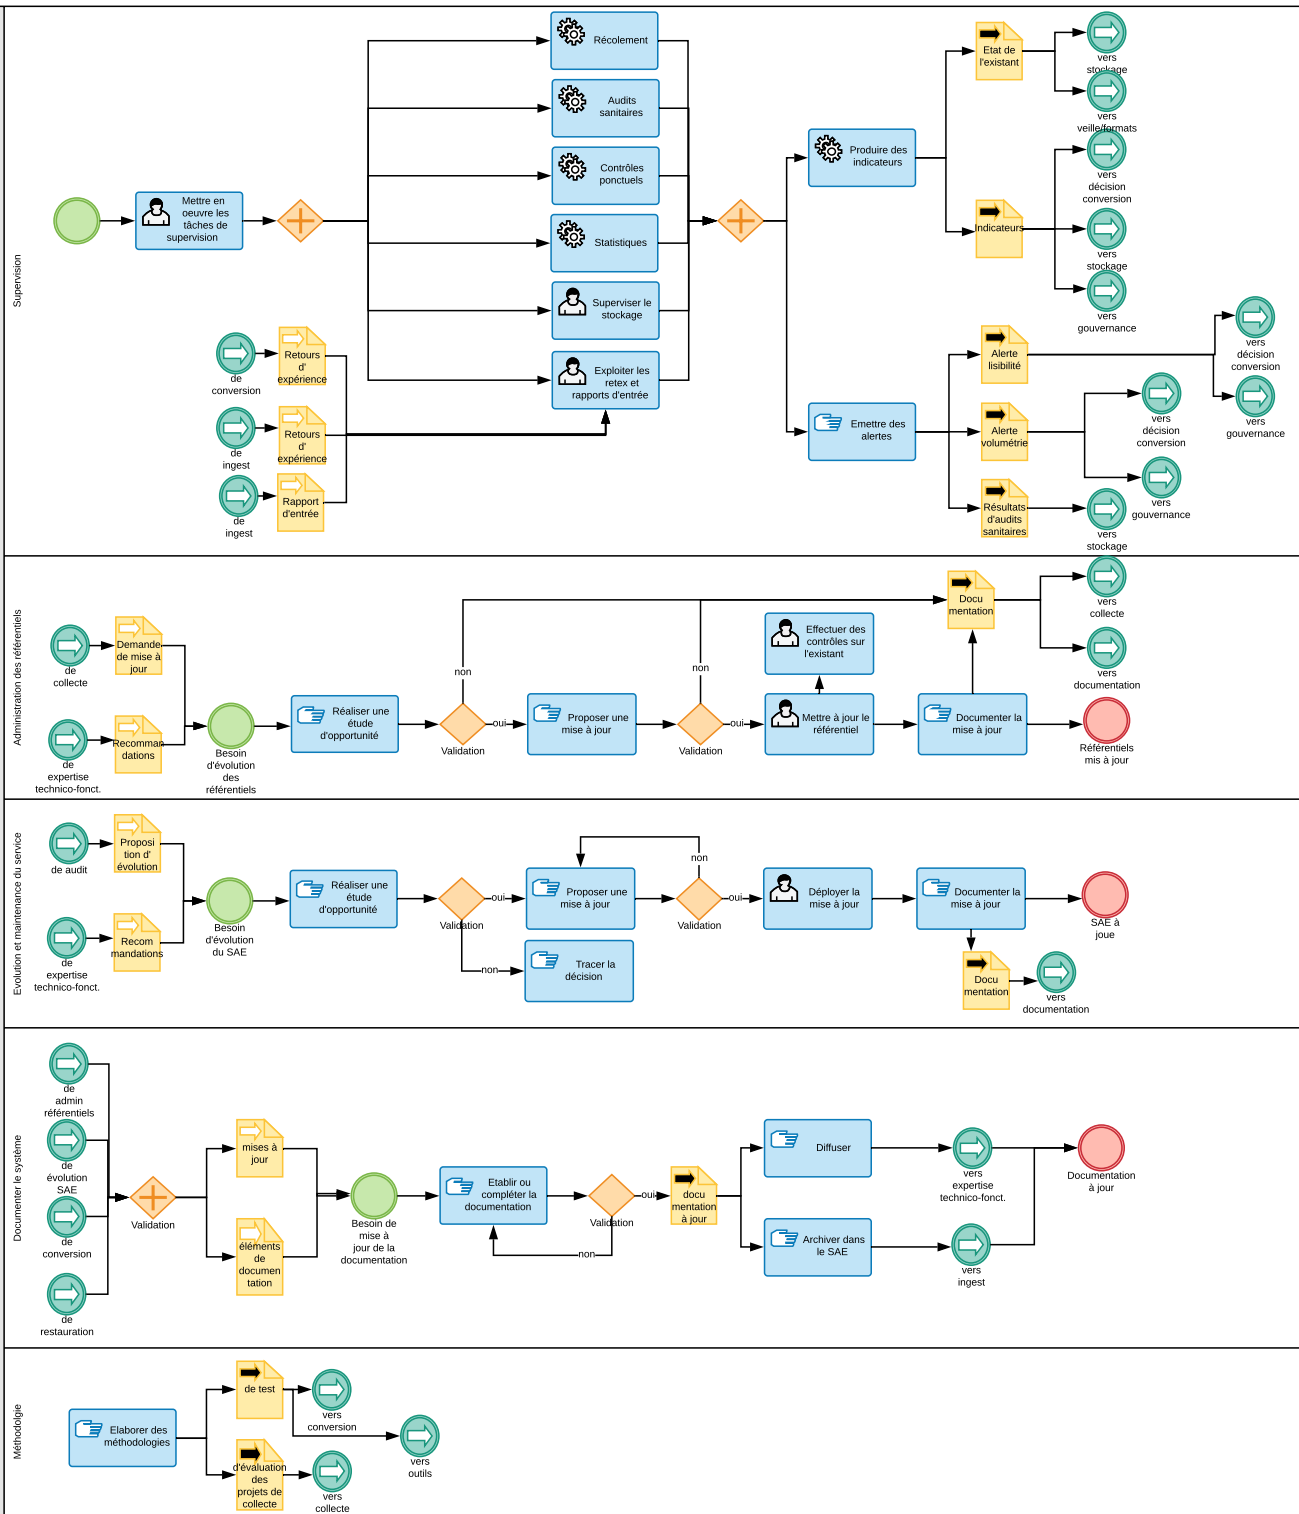 Supervision
Mettre en
oeuvre les
tâches de
supervision
Récolement
Audits
sanitaires
Contrôles
ponctuels
Statistiques
Superviser le
stockage
Exploiter les
retex et
rapports d'entrée
de
conversion
Retours
d'
expérience
de
ingest
Retours
d'
expérience
de
ingest
Rapport
d'entrée
Produire des
indicateurs
Etat de
l'existant
vers
stockage
vers
veille/formats
Indicateurs
vers
décision
conversion
vers
stockage
vers
gouvernance
Emettre des
alertes
Alerte
lisibilité
vers
décision
conversion
vers
gouvernance
Alerte
volumétrie
vers
décision
conversion
vers
gouvernance
Résultats
d'audits
sanitaires
vers
stockage
Administration des référentiels
de
collecte
Demande
de mise à
jour
de
expertise
technico-fonct.
Recomman
dations
Besoin
d'évolution
des
référentiels
Réaliser une
étude
d'opportunité
non
Validation
oui
Proposer une
mise à jour
non
Validation
oui
Effectuer des
contrôles sur
l'existant
Mettre à jour le
référentiel
Documenter la
mise à jour
Docu
mentation
vers
collecte
vers
documentation
Référentiels
mis à jour
Evolution et maintenance du service
de audit
Proposi
tion d'
évolution
de
expertise
technico-fonct.
Recom
mandations
Besoin
d'évolution
du SAE
Réaliser une
étude
d'opportunité
Validation
oui
non
Proposer une
mise à jour
Tracer la
décision
non
Validation
oui
Déployer la
mise à jour
Documenter la
mise à jour
SAE à
joue
Docu
mentation
vers
documentation
Documenter le système
de
admin
référentiels
de
évolution
SAE
de
conversion
de
restauration
Validation
mises à
jour
éléments
de
documen
tation
Besoin de
mise à
jour de la
documentation
Etablir ou
compléter la
documentation
Validation
oui
non
docu
mentation
à jour
Diffuser
Archiver dans
le SAE
vers
expertise
technico-fonct.
vers
ingest
Documentation
à jour
Méthodolgie
Elaborer des
méthodologies
de test
vers
conversion
vers
outils
d'évaluation
des
projets de
collecte
vers
collecte